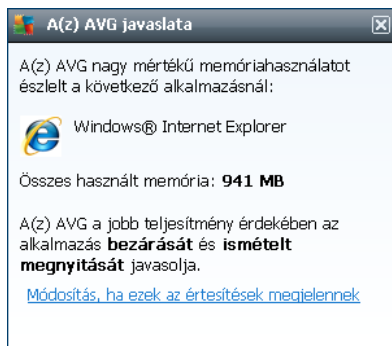 A(z) AVG javaslata
A(z) AVG nagy mértékű memóriahasználatot
észlelt a következő alkalmazásnál:
Windows® Internet Explorer
Összes használt memória: 941 MB
A(z) AVG a jobb teljesítmény érdekében az
alkalmazás bezárását és ismételt
megnyitását javasolja.
Módosítás, ha ezek az értesítések megjelennek